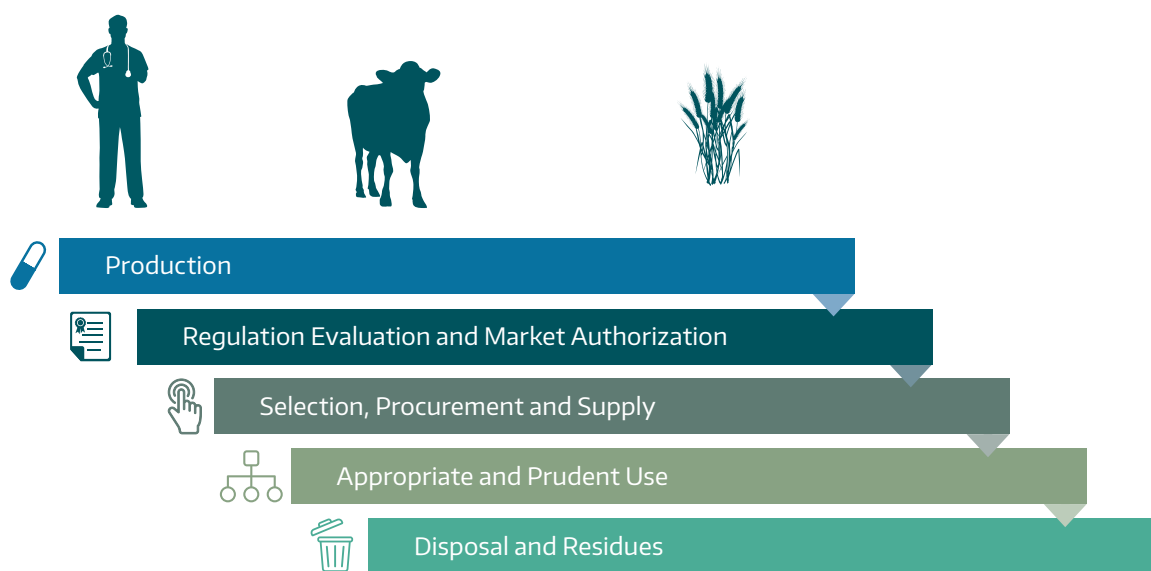 Production
Regulation Evaluation and Market Authorization
Selection, Procurement and Supply
Appropriate and Prudent Use
Disposal and Residues